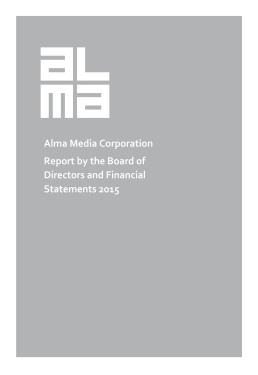 aL
ma
Alma Media Corporation
Report by the Board of
Directors and Financial
Statements 2015